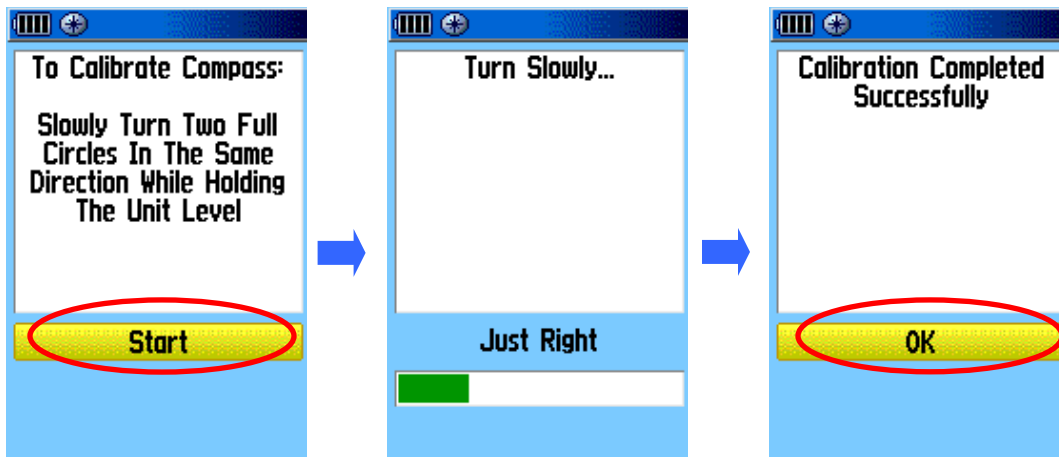 To Calibrate Compass:
Slowly Turn Two Full
Circles In The Same
Direction While Holding
The Unit Level
Start
Turn Slowly...
Just Right
Calibration Completed
Successfully
OK